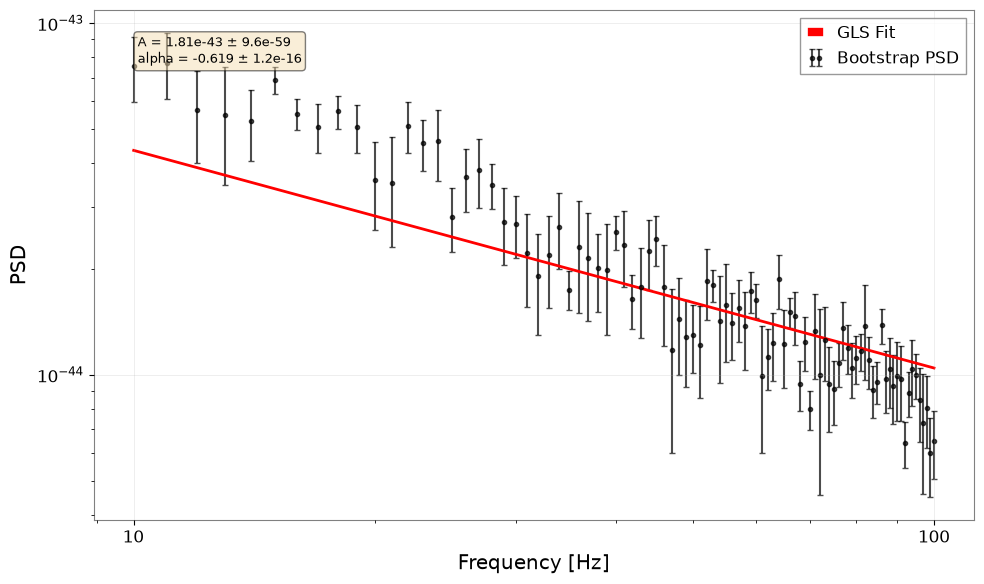 10⁻⁴³
A = 1.81e-43 ± 9.6e-59
alpha = -0.619 ± 1.2e-16
GLS Fit
Bootstrap PSD
PSD
10⁻⁴⁴
10
100
Frequency [Hz]